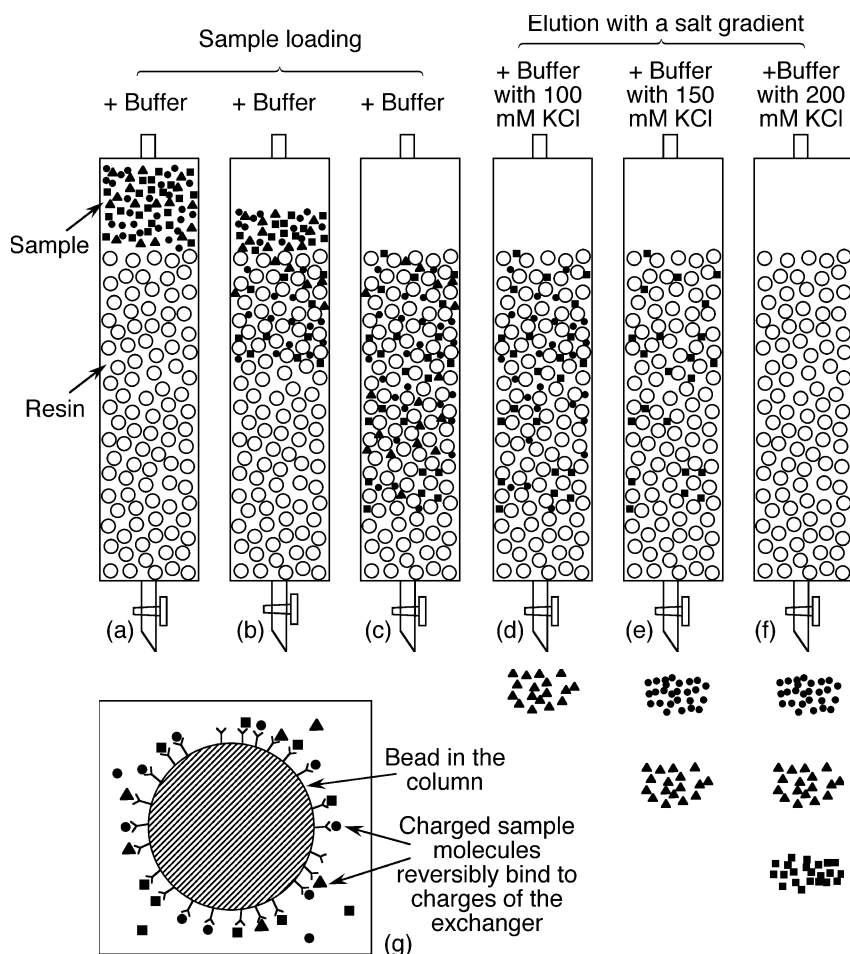 Sample loading
Elution with a salt gradient
+ Buffer
+ Buffer
+ Buffer
+ Buffer
with 100
mM KCl
+ Buffer
with 150
mM KCl
+Buffer
with 200
mM KCl
Sample
Resin
(a)
(b)
(c)
(d)
(e)
(f)
Bead in the
column
Charged sample
molecules
reversibly bind to
charges of the
exchanger
(g)